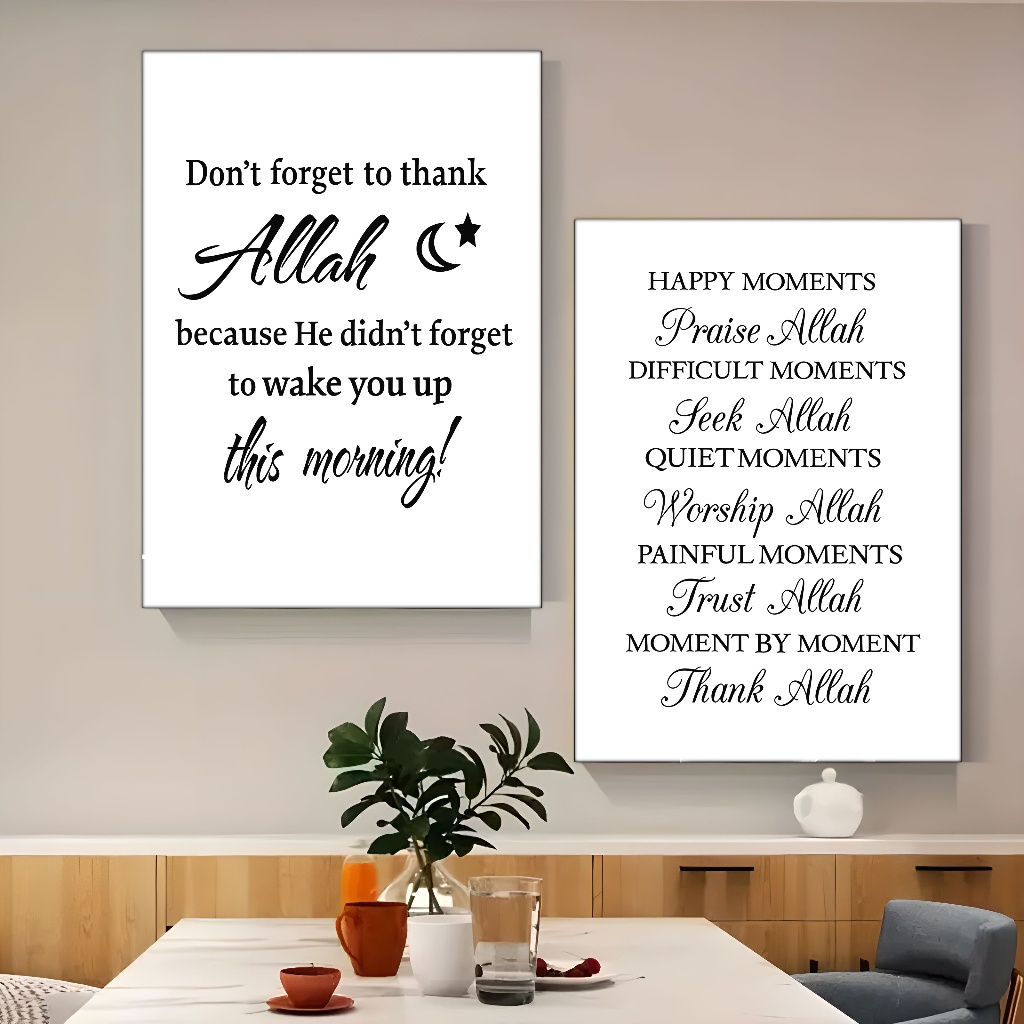 Don't forget to thank
Allah
because He didn't forget
to wake you up
this morning!
HAPPY MOMENTS
Praise Allah
DIFFICULT MOMENTS
Seek Allah
QUIET MOMENTS
Worship Allah
PAINFUL MOMENTS
Trust Allah
MOMENT BY MOMENT
Thank Allah